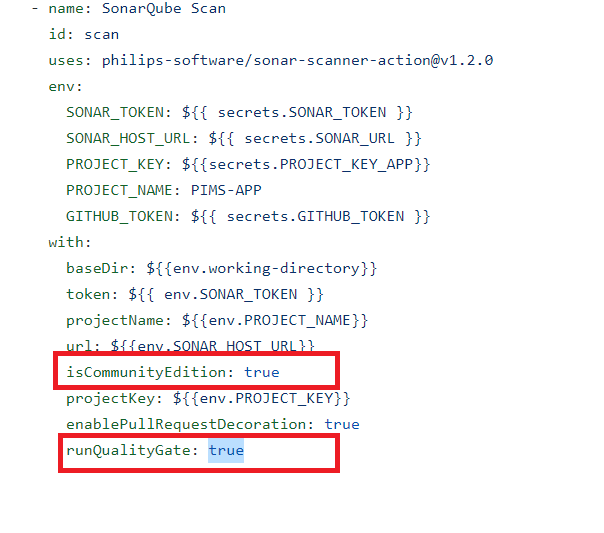 - name: SonarQube Scan
id: scan
uses: philips-software/sonar-scanner-action@v1.2.0
env:
SONAR_TOKEN: ${{ secrets.SONAR_TOKEN }}
SONAR_HOST_URL: ${{ secrets.SONAR_URL }}
PROJECT_KEY: ${{secrets.PROJECT_KEY_APP}}
PROJECT_NAME: PIMS-APP
GITHUB_TOKEN: ${{ secrets.GITHUB_TOKEN }}
with:
baseDir: ${{env.working-directory}}
token: ${{ env.SONAR_TOKEN }}
projectName: ${{env.PROJECT_NAME}}
url: ${{env.SONAR_HOST_URL}}
isCommunityEdition: true
projectKey: ${{env.PROJECT_KEY}}
enablePullRequestDecoration: true
runQualityGate: true